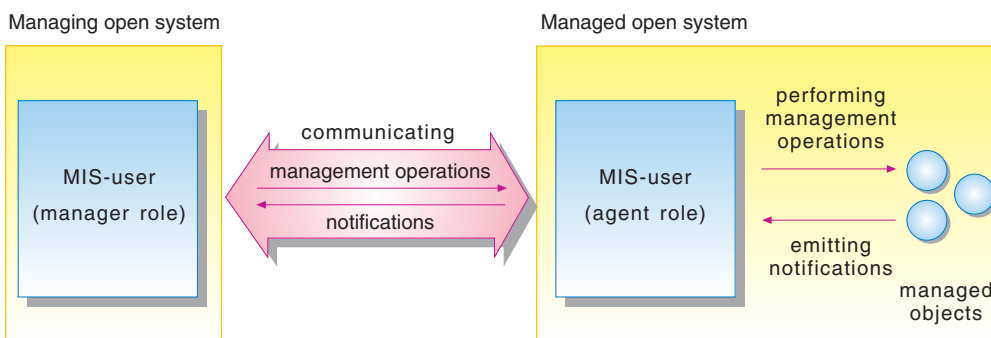 Managing open system
Managed open system
MIS-user
(manager role)
communicating
management operations
notifications
MIS-user
(agent role)
performing
management
operations
emitting
notifications
managed
objects